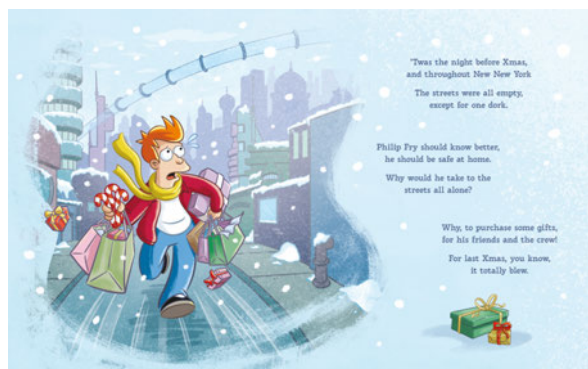 'Twas the night before Xmas,
and throughout New New York
The streets were all empty,
except for one dork.
Philip Fry should know better,
he should be safe at home.
Why would he take to the
streets all alone?
Why, to purchase some gifts,
for his friends and the crew!
For last Xmas, you know,
it totally blew.